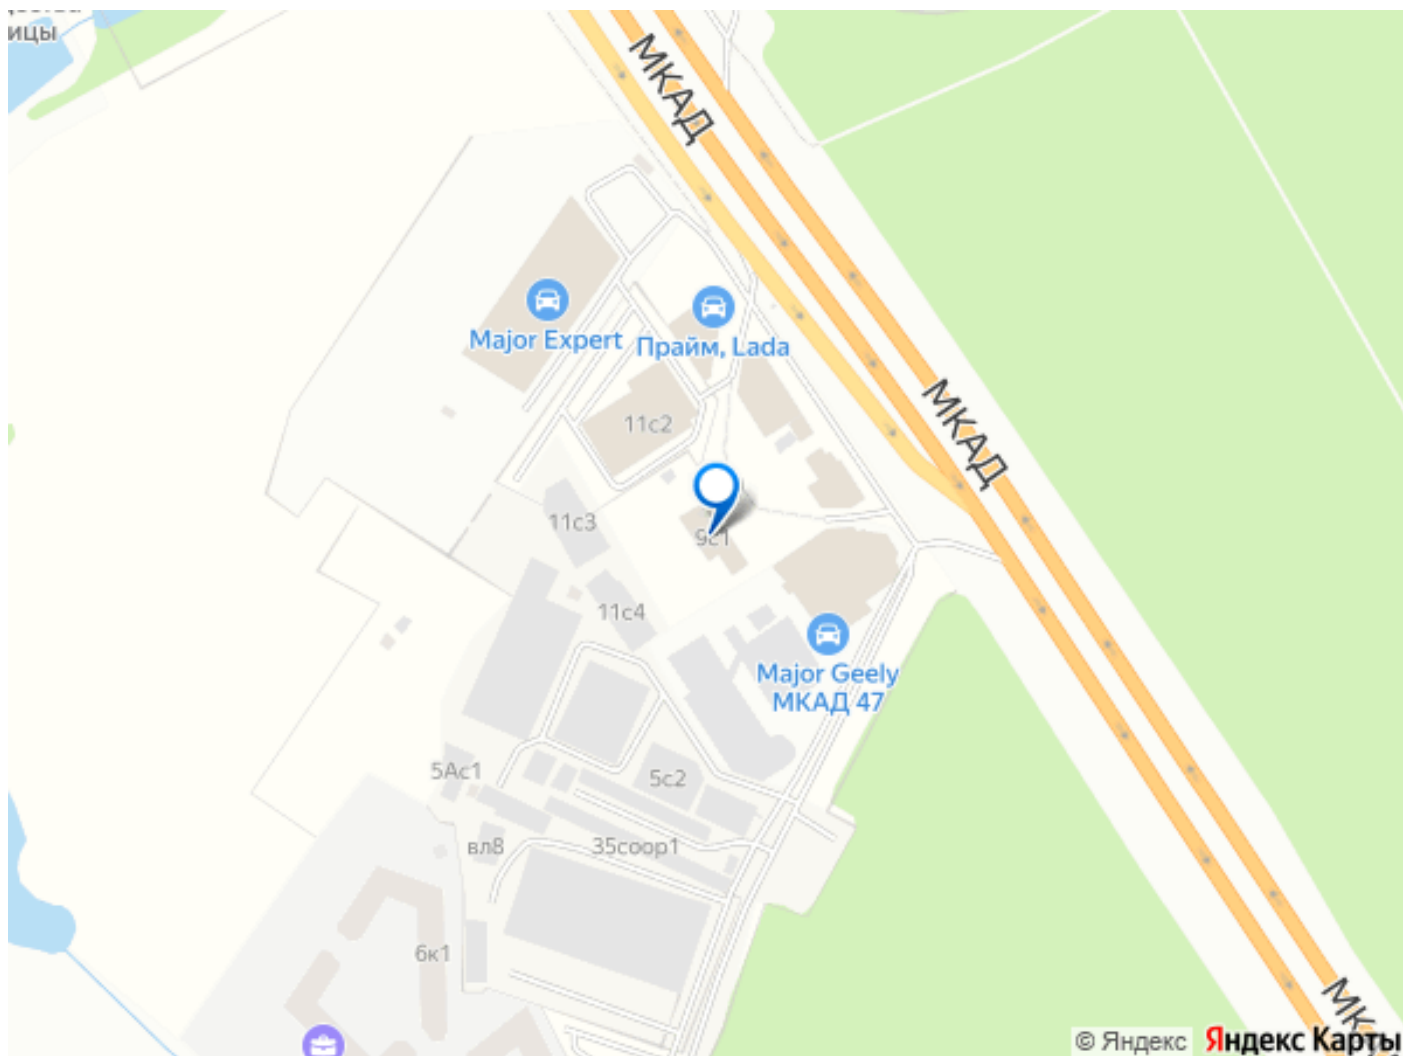 ицы
МКАД
Major Expert
Прайм, Lada
11с2
МКАД
11с3
9с1
11с4
Major Geely
МКАД 47
5Ас1
5с2
вл8
35соор1
6к1
© Яндекс
Яндекс Карты